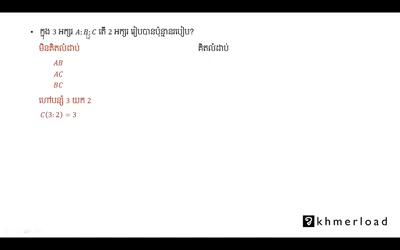 • ក្នុង 3 អក្សរ A; B; C តើ 2 អក្សរ រៀបបានប៉ុន្មានរបៀប?
មិនគិតលំដាប់
គិតលំដាប់
AB
AC
BC
ហៅបន្សំ 3 យក 2
C(3: 2) = 3
khmerload